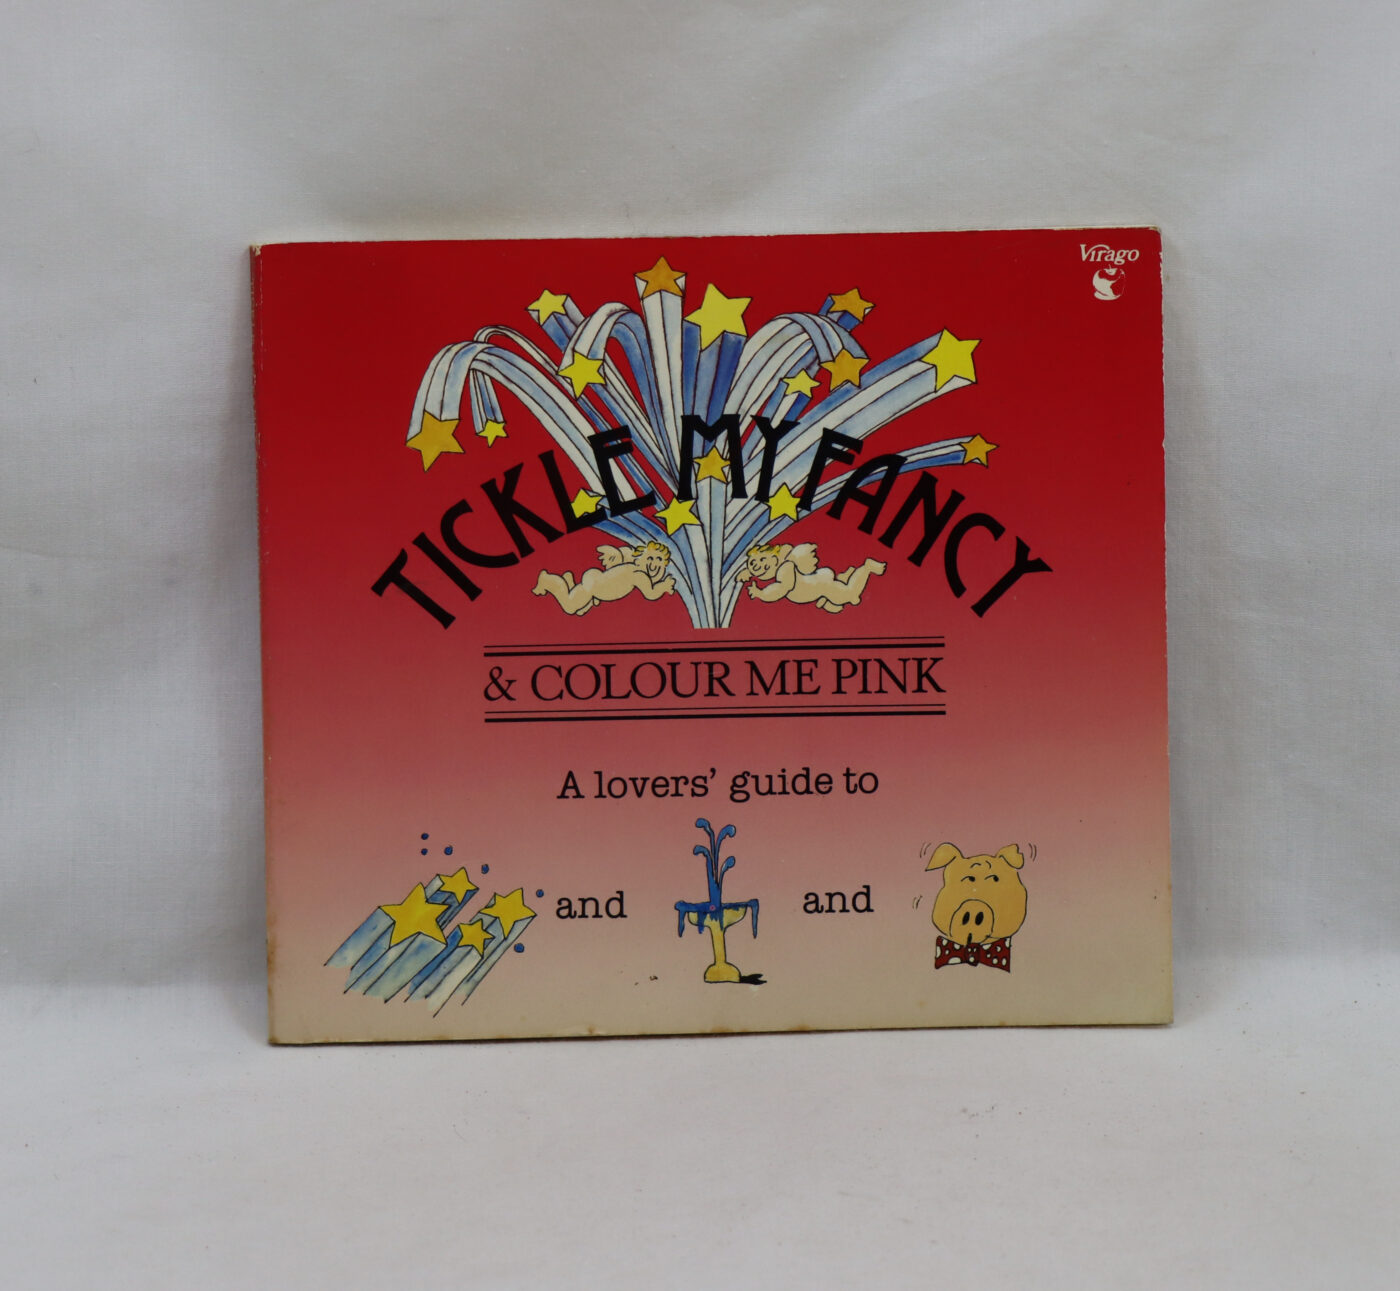 Virago
TICKLE MY FANCY
& COLOUR ME PINK
A lovers' guide to
and
and